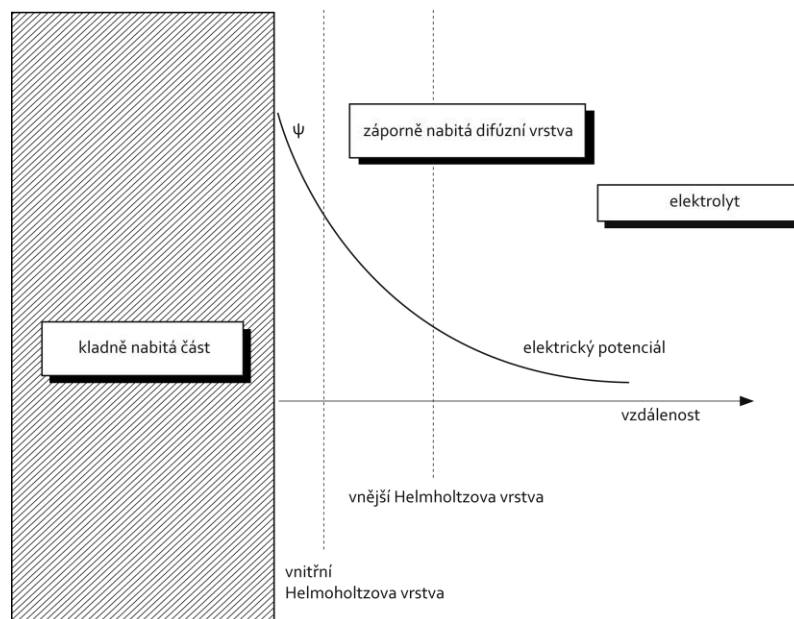 ψ
záporně nabitá difúzní vrstva
elektrolyt
kladně nabitá část
elektrický potenciál
vzdálenost
vnější Helmholtzova vrstva
vnitřní
Helmoholtzova vrstva